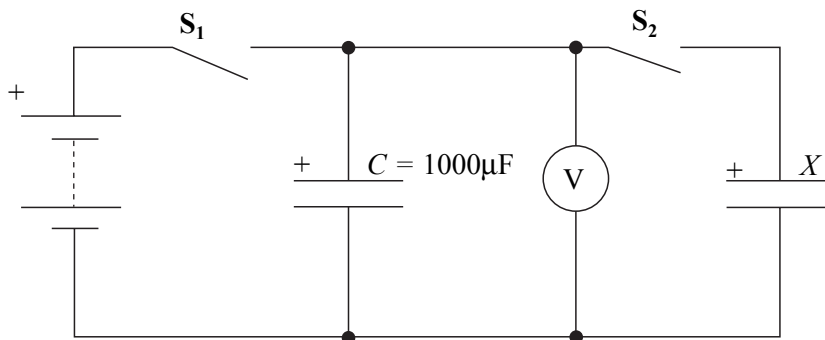 S₁
S₂
+
+ C = 1000μF
V
+ X